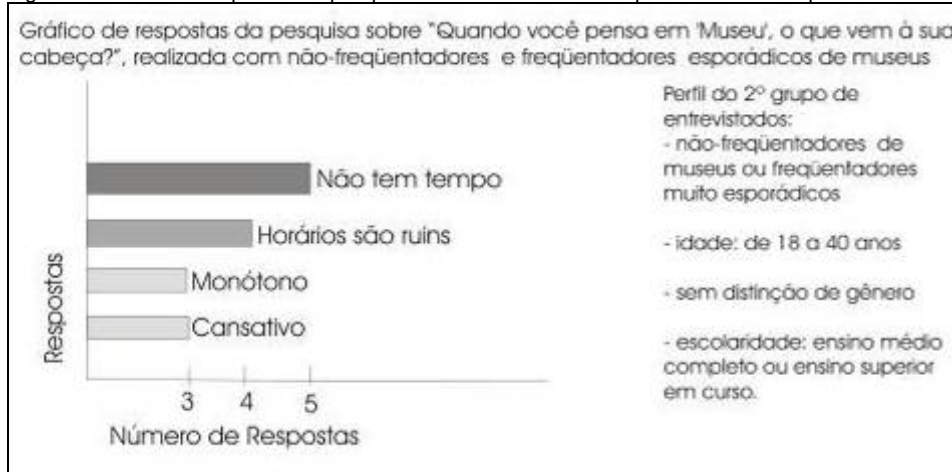 Gráfico de respostas da pesquisa sobre "Quando você pensa em 'Museu', o que vem à sua
cabeça?", realizada com não-freqüentadores e freqüentadores esporádicos de museus
Não tem tempo
Horários são ruins
Monótono
Cansativo
Respostas
3 4 5
Número de Respostas
Perfil do 2º grupo de
entrevistados:
- não-freqüentadores de
museus ou freqüentadores
muito esporádicos
- idade: de 18 a 40 anos
- sem distinção de gênero
- escolaridade: ensino médio
completo ou ensino superior
em curso.